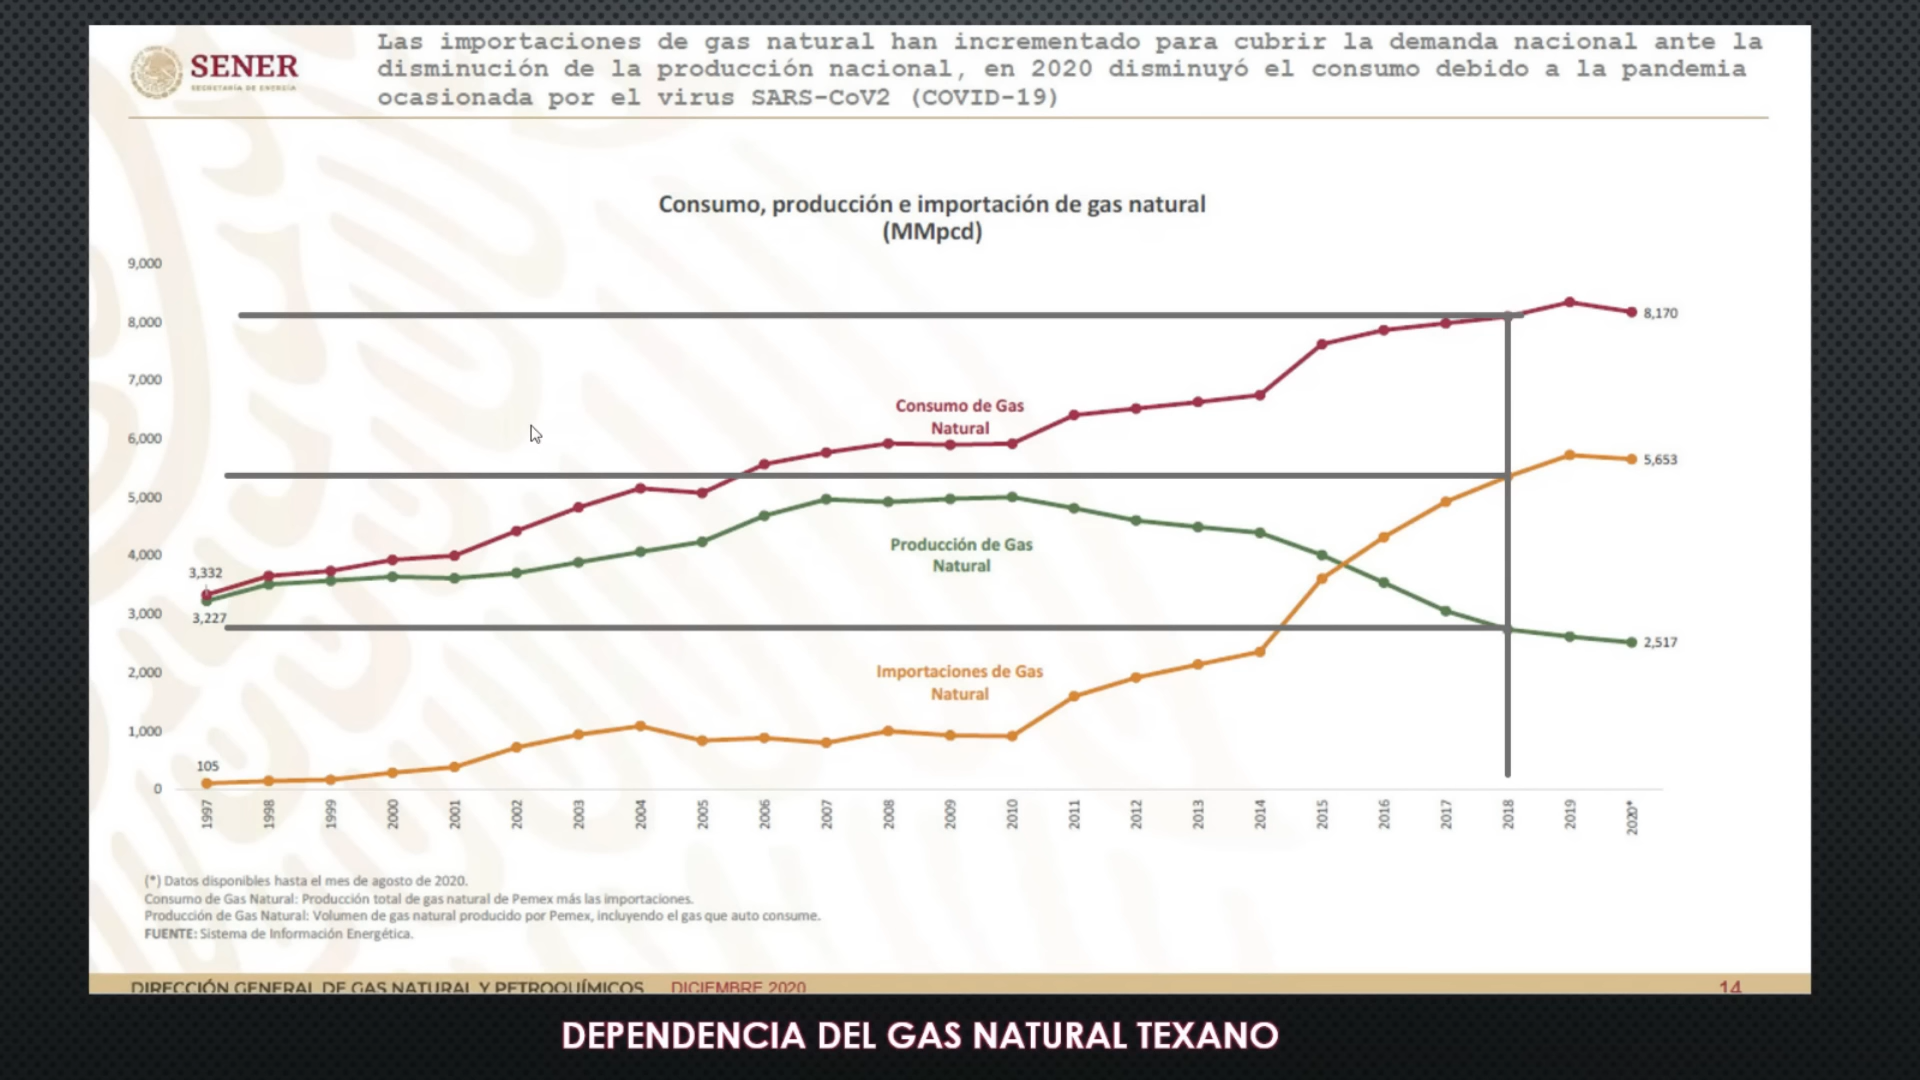 SENER
SECRETARÍA DE ENERGÍA
Las importaciones de gas natural han incrementado para cubrir la demanda nacional ante la
disminución de la producción nacional, en 2020 disminuyó el consumo debido a la pandemia
ocasionada por el virus SARS-CoV2 (COVID-19)
Consumo, producción e importación de gas natural
(MMpcd)
9,000
8,000
7,000
6,000
5,000
4,000
3,000
2,000
1,000
0
8,170
Consumo de Gas
Natural
5,653
Producción de Gas
Natural
3,332
3,227
2,517
Importaciones de Gas
Natural
105
1997
1998
1999
2000
2001
2002
2003
2004
2005
2006
2007
2008
2009
2010
2011
2012
2013
2014
2015
2016
2017
2018
2019
2020*
(*) Datos disponibles hasta el mes de agosto de 2020.
Consumo de Gas Natural: Producción total de gas natural de Pemex más las importaciones.
Producción de Gas Natural: Volumen de gas natural producido por Pemex, incluyendo el gas que auto consume.
FUENTE: Sistema de Información Energética.
DIRECCIÓN GENERAL DE GAS NATURAL Y PETROQUÍMICOS DICIEMBRE 2020
14
DEPENDENCIA DEL GAS NATURAL TEXANO